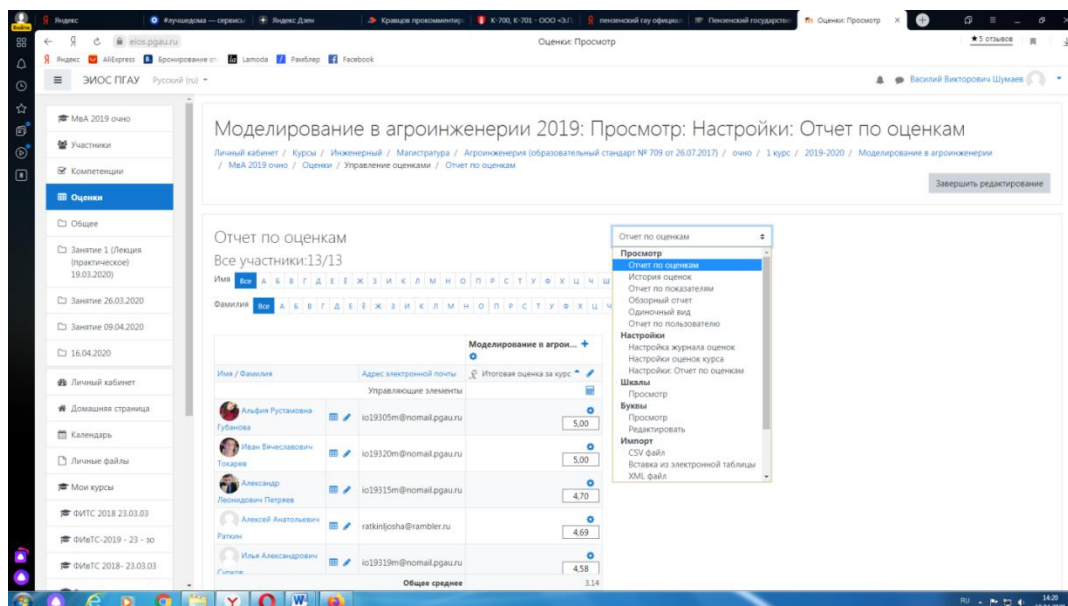 Яндекс
#лучшедома — сервисы
Яндекс.Дзен
Кравцов прокомментир
К-700, К-701 - ООО «Э.П.
пензенский гау официал
Пензенский государстве
Оценки: Просмотр
eios.pgau.ru
Оценки: Просмотр
★5 отзывов
Яндекс AliExpress Бронирование от Lamoda Рамблер Facebook
ЭИОС ПГАУ Русский (ru)
Василий Викторович Шумаев
МвА 2019 очно
Участники
Компетенции
Оценки
Общее
Занятие 1 (Лекция (практическое) 19.03.2020)
Занятие 26.03.2020
Занятие 09.04.2020
16.04.2020
Личный кабинет
Домашняя страница
Календарь
Личные файлы
Мои курсы
ФИТС 2018 23.03.03
ФИвТС-2019 - 23 - зо
ФИвТС 2018- 23.03.03
Моделирование в агроинженерии 2019: Просмотр: Настройки: Отчет по оценкам
Личный кабинет / Курсы / Инженерный / Магистратура / Агроинженерия (образовательный стандарт № 709 от 26.07.2017) / очно / 1 курс / 2019-2020 / Моделирование в агроинженерии
/ МвА 2019 очно / Оценки / Управление оценками / Отчет по оценкам
Завершить редактирование
Отчет по оценкам
Все участники:13/13
Имя Все А Б В Г Д Е Ё Ж З И К Л М Н О П Р С Т У Ф Х Ц Ч Ш
Фамилия Все А Б В Г Д Е Ё Ж З И К Л М Н О П Р С Т У Ф Х Ц Ч
Моделирование в агрои...
Имя / Фамилия Адрес электронной почты Итоговая оценка за курс
Управляющие элементы
Альфия Рустамовна Губанова io19305m@nomail.pgau.ru 5,00
Иван Вячеславович Токарев io19320m@nomail.pgau.ru 5,00
Александр Леонидович Петряев io19315m@nomail.pgau.ru 4,70
Алексей Анатольевич Раткин ratkinljosha@rambler.ru 4,69
Илья Александрович io19319m@nomail.pgau.ru 4,58
Общее среднее 3,14
Отчет по оценкам
Просмотр
Отчет по оценкам
История оценок
Отчет по показателям
Обзорный отчет
Одиночный вид
Отчет по пользователю
Настройки
Настройка журнала оценок
Настройки оценок курса
Настройки: Отчет по оценкам
Шкалы
Просмотр
Буквы
Просмотр
Редактировать
Импорт
CSV файл
Вставка из электронной таблицы
XML файл
RU
14:20